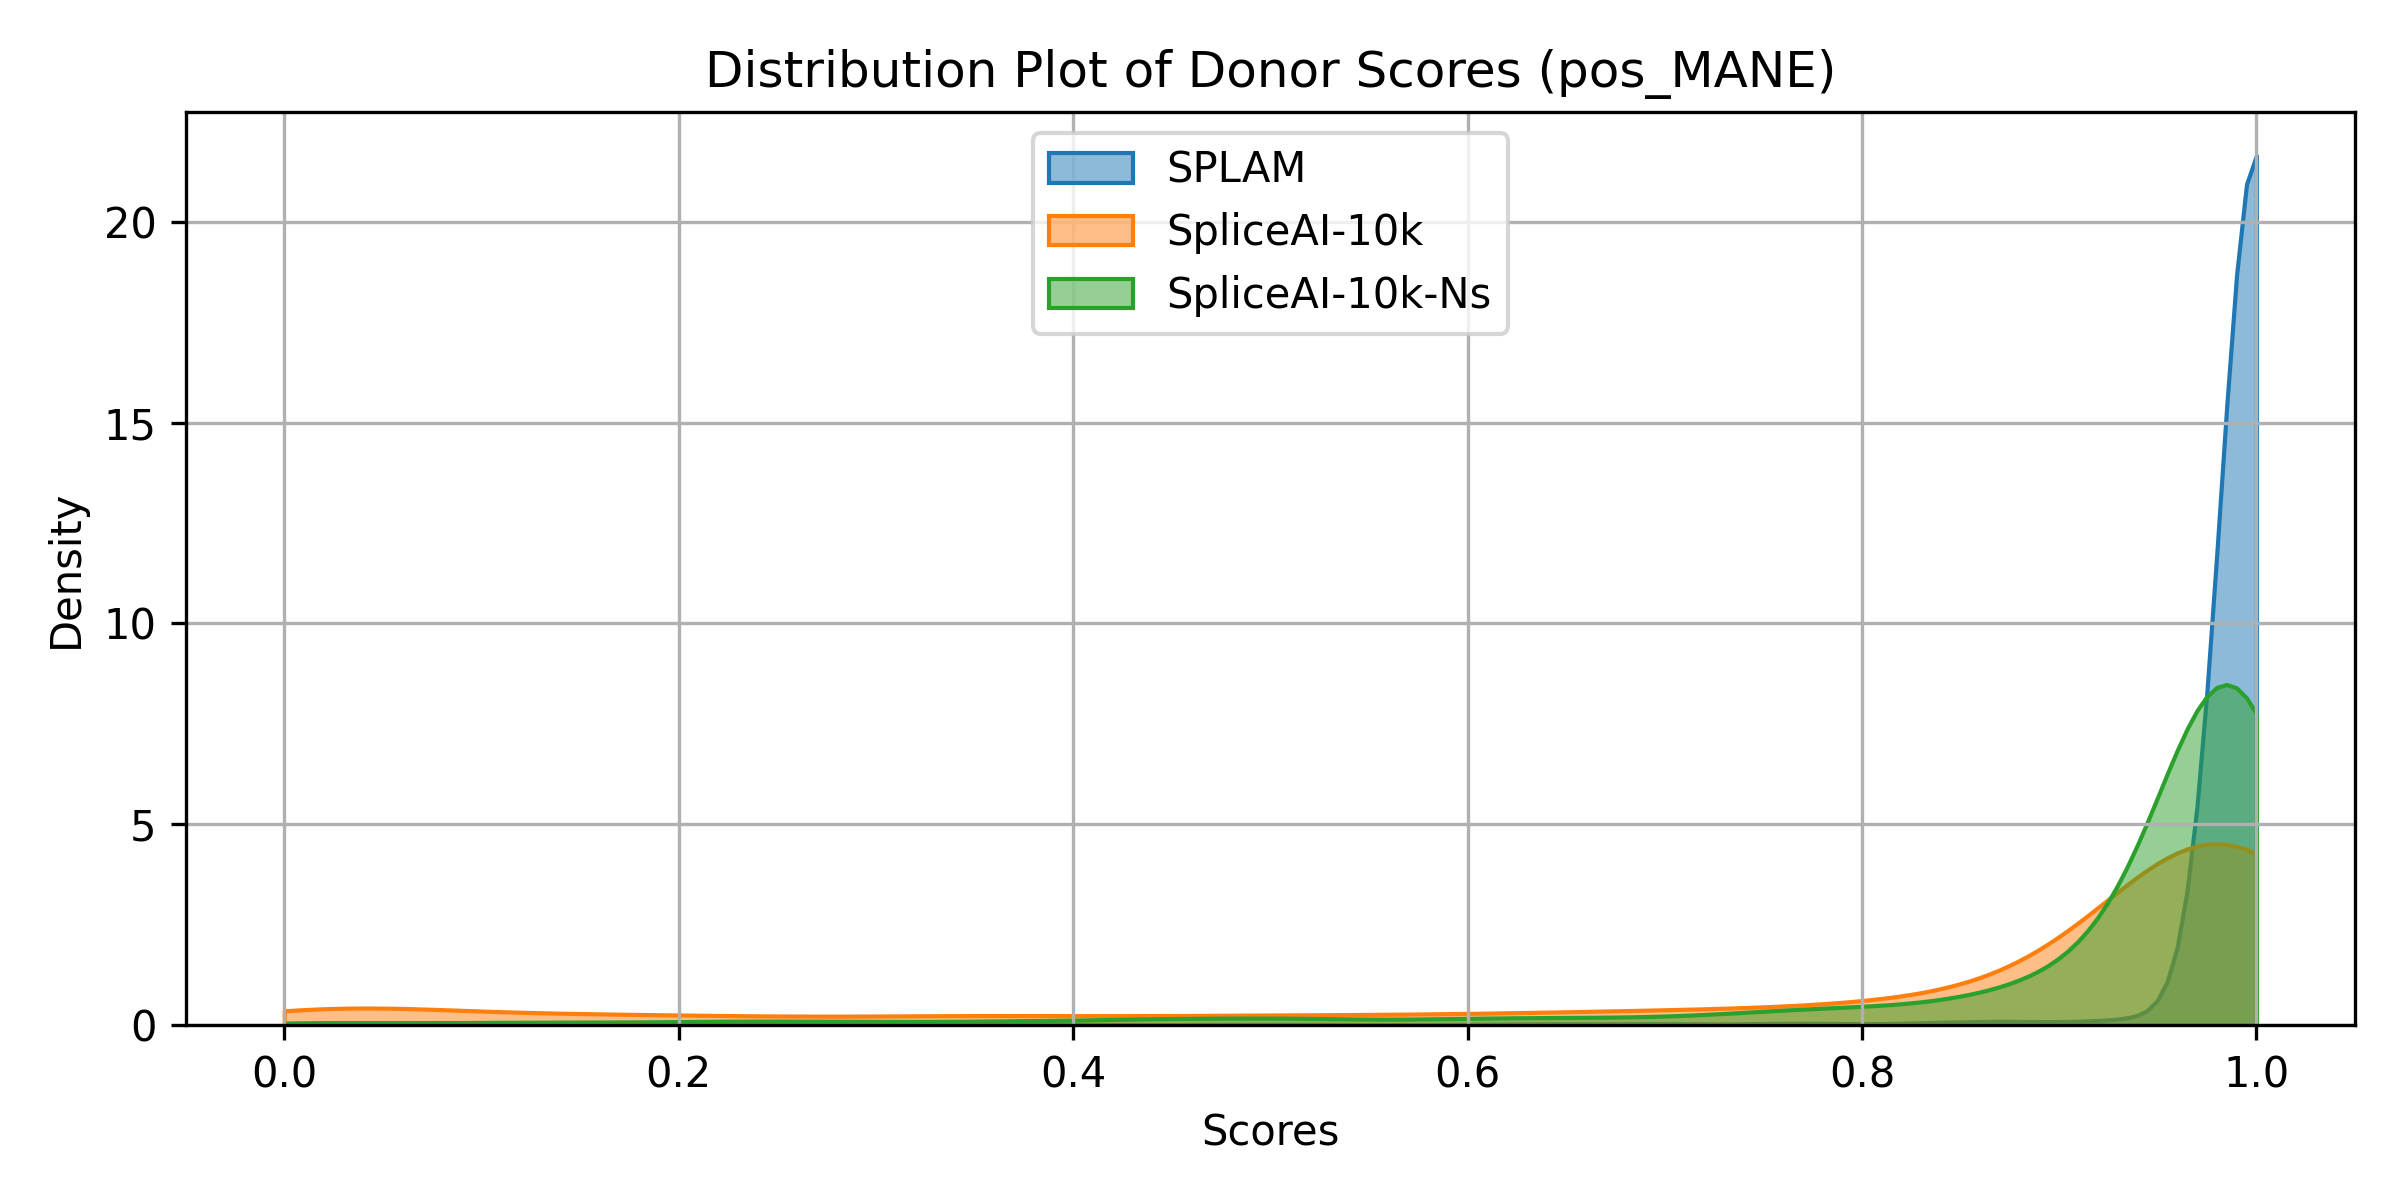 Distribution Plot of Donor Scores (pos_MANE)
SPLAM
SpliceAI-10k
SpliceAI-10k-Ns
Density
20
15
10
5
0
0.0 0.2 0.4 0.6 0.8 1.0
Scores